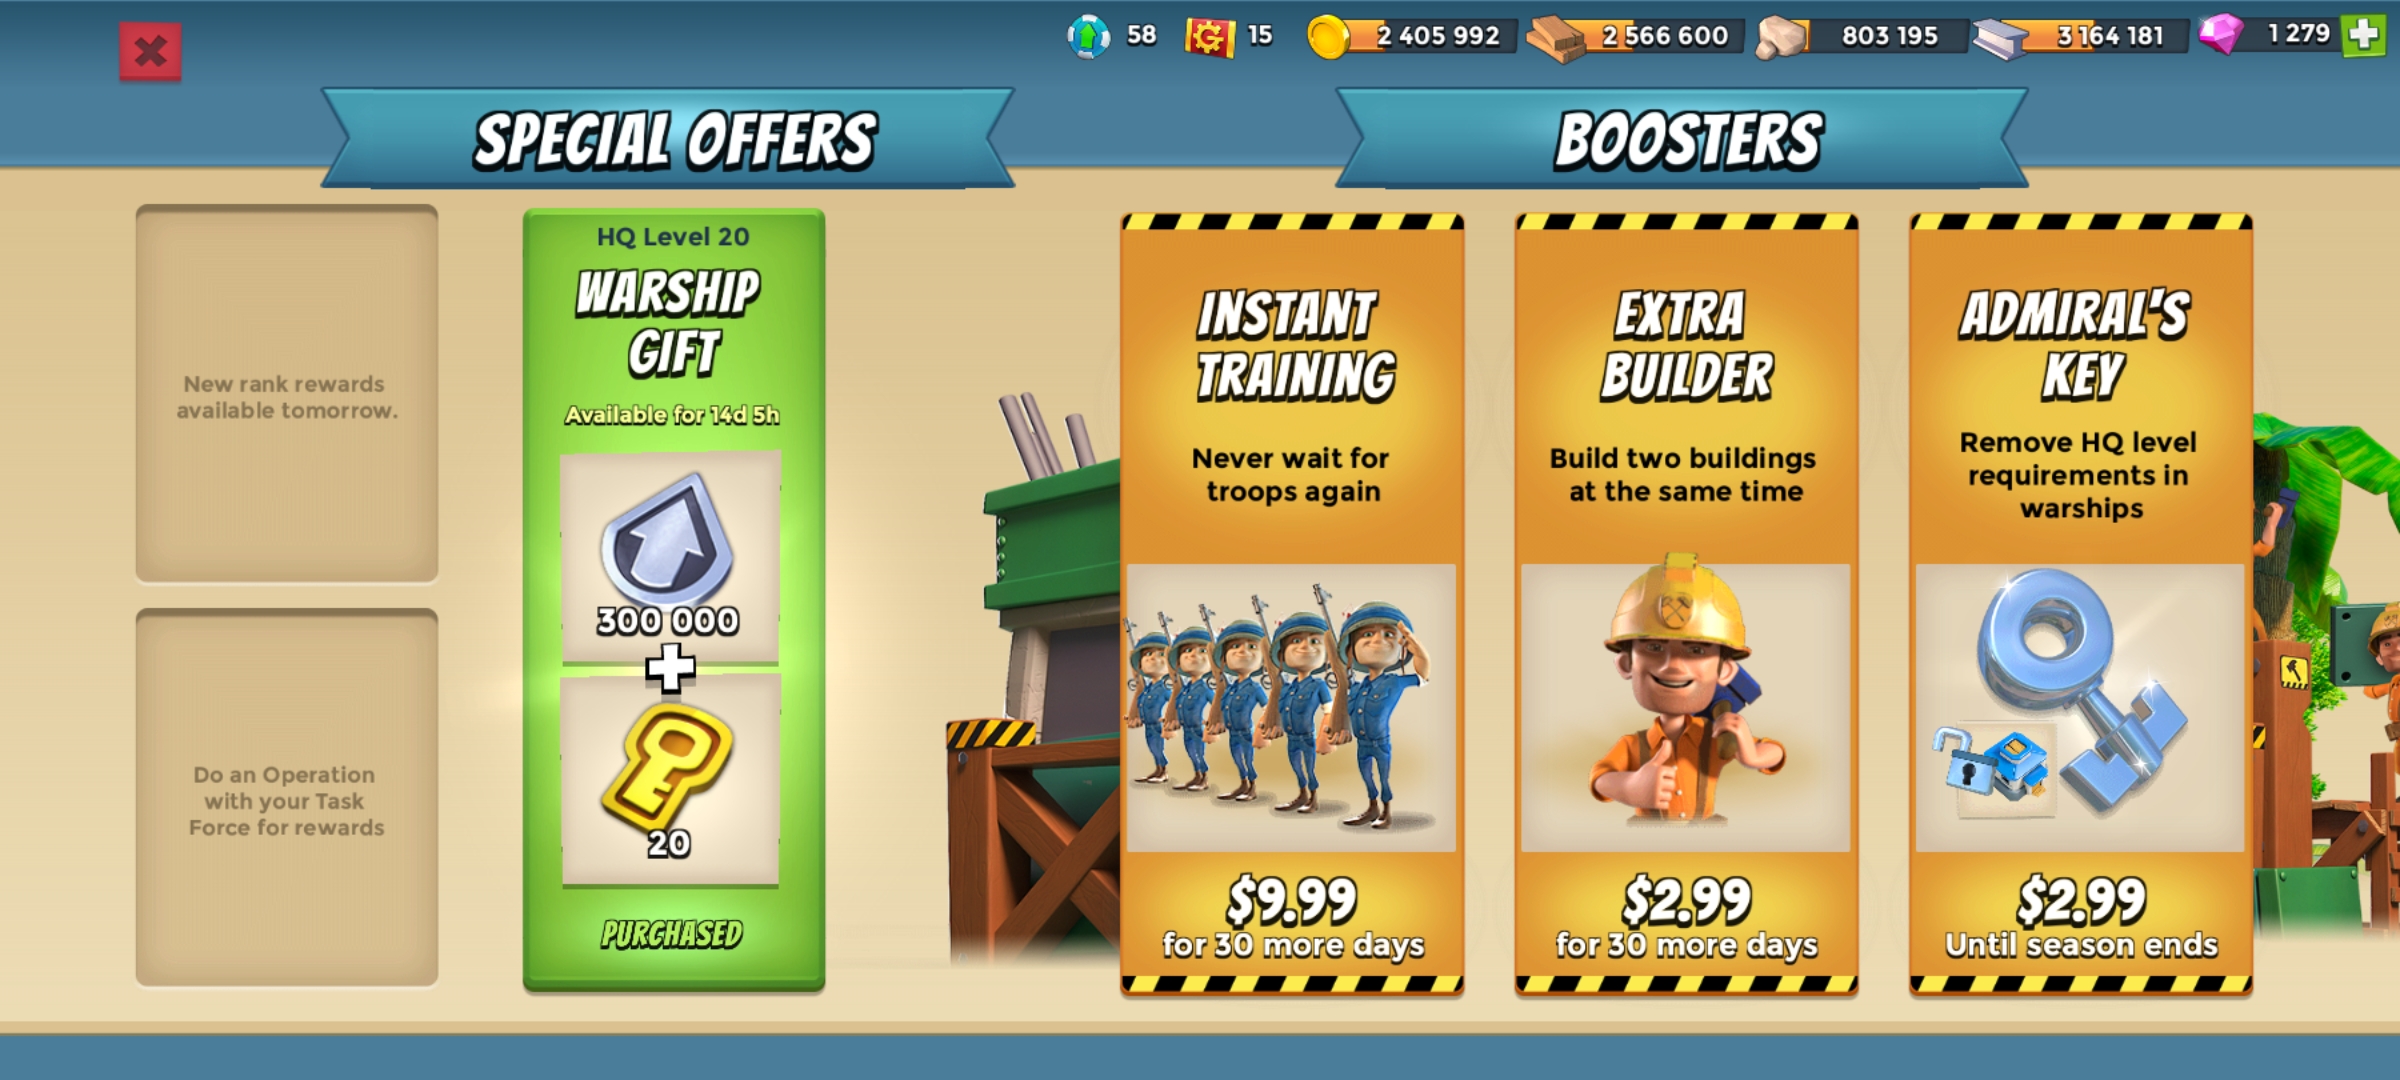 58
15
2 405 992
2 566 600
803 195
3 164 181
1 279
SPECIAL OFFERS
New rank rewards
available tomorrow.
Do an Operation
with your Task
Force for rewards
HQ Level 20
WARSHIP
GIFT
Available for 14d 5h
300 000
20
PURCHASED
BOOSTERS
INSTANT
TRAINING
Never wait for
troops again
$9.99
for 30 more days
EXTRA
BUILDER
Build two buildings
at the same time
$2.99
for 30 more days
ADMIRAL'S
KEY
Remove HQ level
requirements in
warships
$2.99
Until season ends